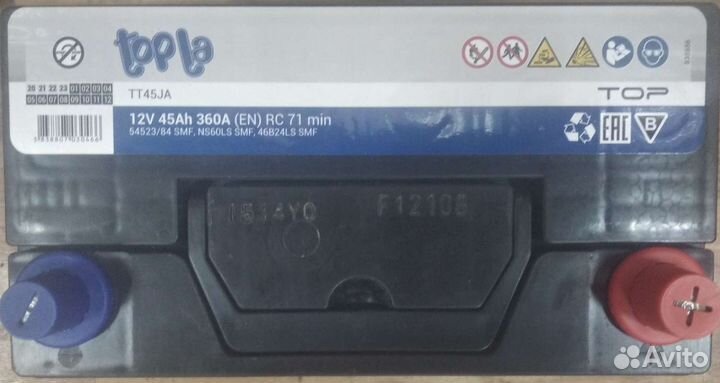 topla
20 21 22 23 01 02 03 04
05 06 07 08 09 10 11 12
TT45JA
TOP
12V 45Ah 360A (EN) RC 71 min
54523/84 SMF, NS60LS SMF, 46B24LS SMF
EAC
B
3838807030466
F12108
Avito